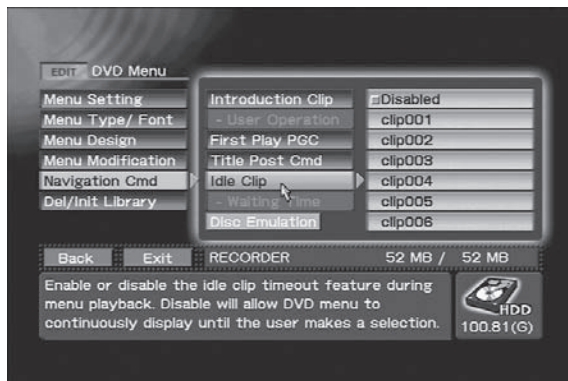 EDIT DVD Menu
Menu Setting
Menu Type/ Font
Menu Design
Menu Modification
Navigation Cmd
Del/Init Library
Introduction Clip
- User Operation
First Play PGC
Title Post Cmd
Idle Clip
- Waiting Time
Disc Emulation
Disabled
clip001
clip002
clip003
clip004
clip005
clip006
Back Exit RECORDER 52 MB / 52 MB
Enable or disable the idle clip timeout feature during
menu playback. Disable will allow DVD menu to
continuously display until the user makes a selection.
HDD
100.81(G)